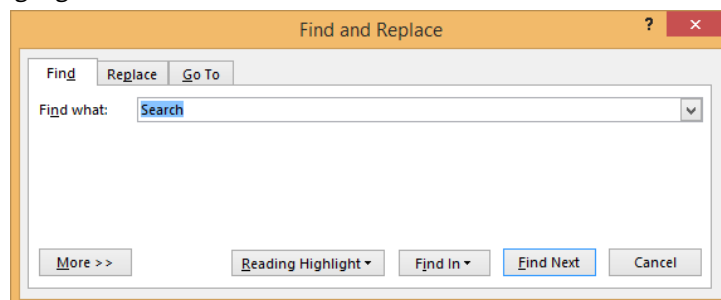 Find and Replace ? ×
Find Replace Go To
Find what: Search
More >> Reading Highlight Find In Find Next Cancel